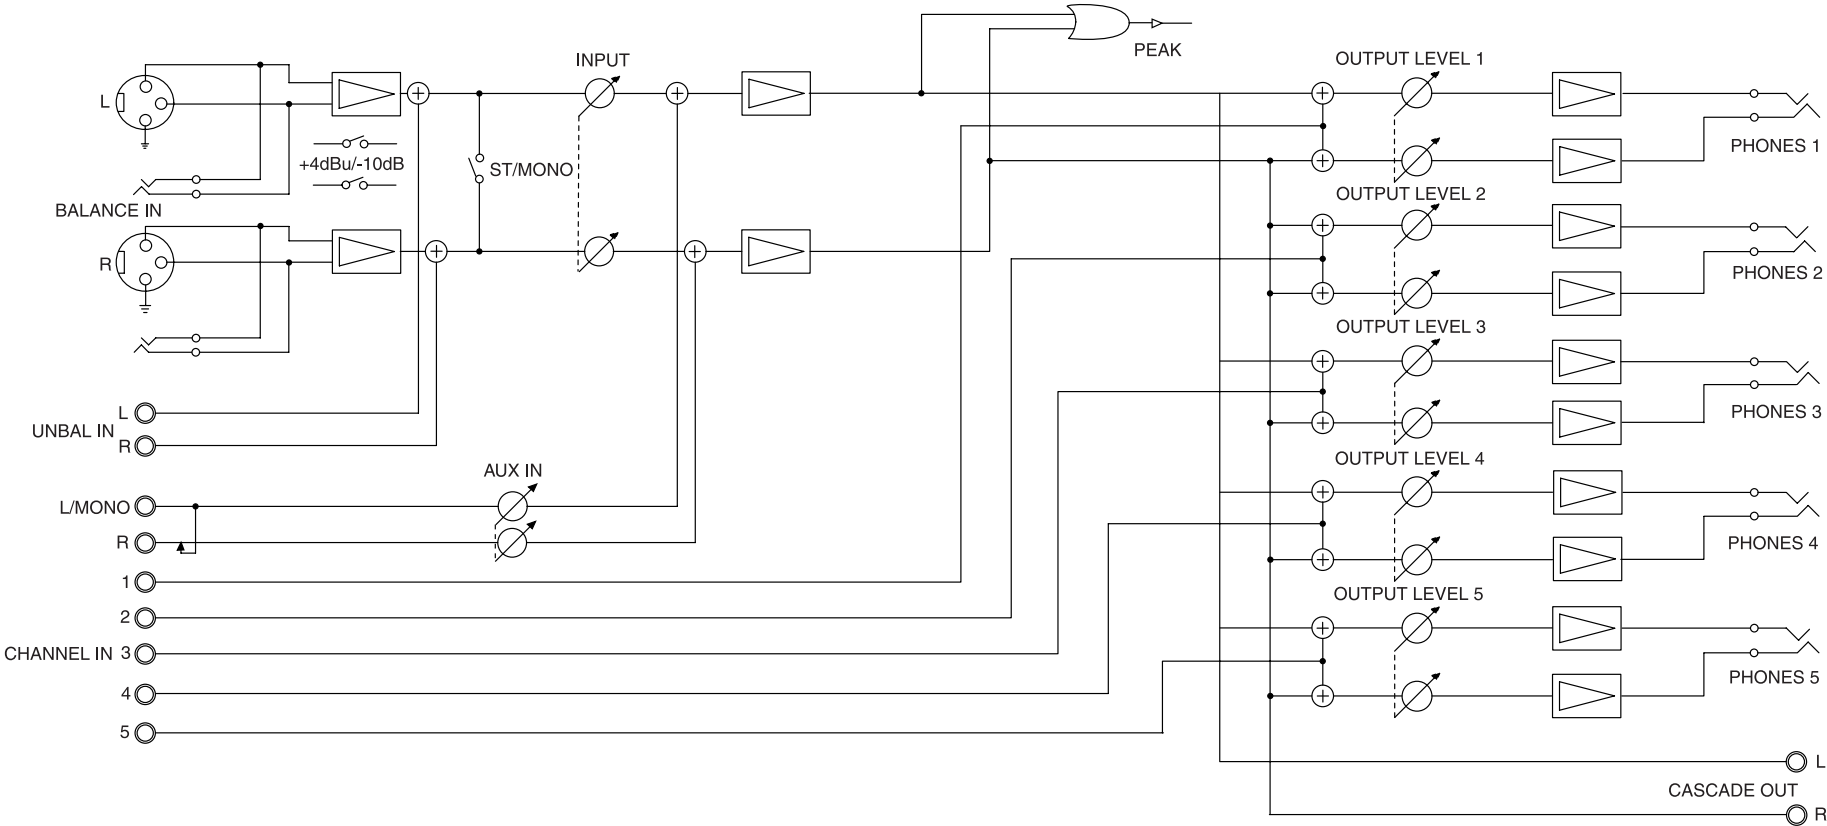 PEAK
INPUT
OUTPUT LEVEL 1
L
+4dBu/-10dB
ST/MONO
PHONES 1
BALANCE IN
OUTPUT LEVEL 2
R
PHONES 2
OUTPUT LEVEL 3
L
UNBAL IN
R
PHONES 3
AUX IN
OUTPUT LEVEL 4
L/MONO
R
PHONES 4
1
OUTPUT LEVEL 5
2
CHANNEL IN 3
PHONES 5
4
5
L
CASCADE OUT
R